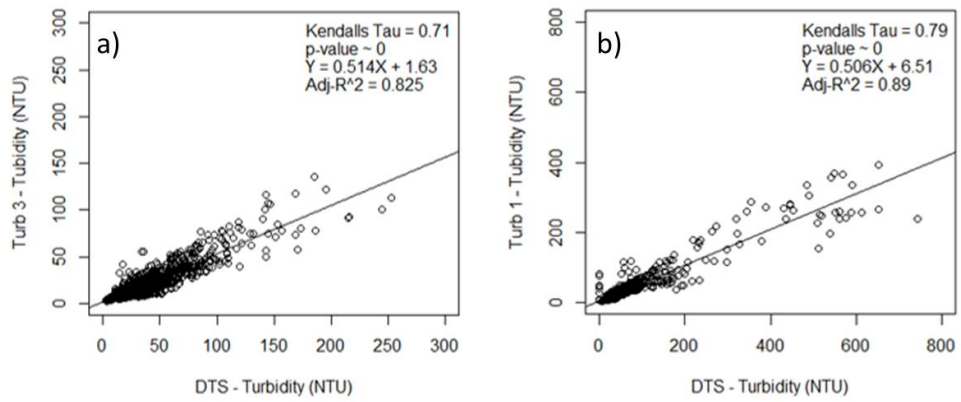 a)
Kendalls Tau = 0.71
p-value ~ 0
Y = 0.514X + 1.63
Adj-R^2 = 0.825
Turb 3 - Tubidity (NTU)
300
250
200
150
100
50
0
0 50 100 150 200 250 300
DTS - Turbidity (NTU)
b)
Kendalls Tau = 0.79
p-value ~ 0
Y = 0.506X + 6.51
Adj-R^2 = 0.89
Turb 1 - Tubidity (NTU)
800
600
400
200
0
0 200 400 600 800
DTS - Turbidity (NTU)